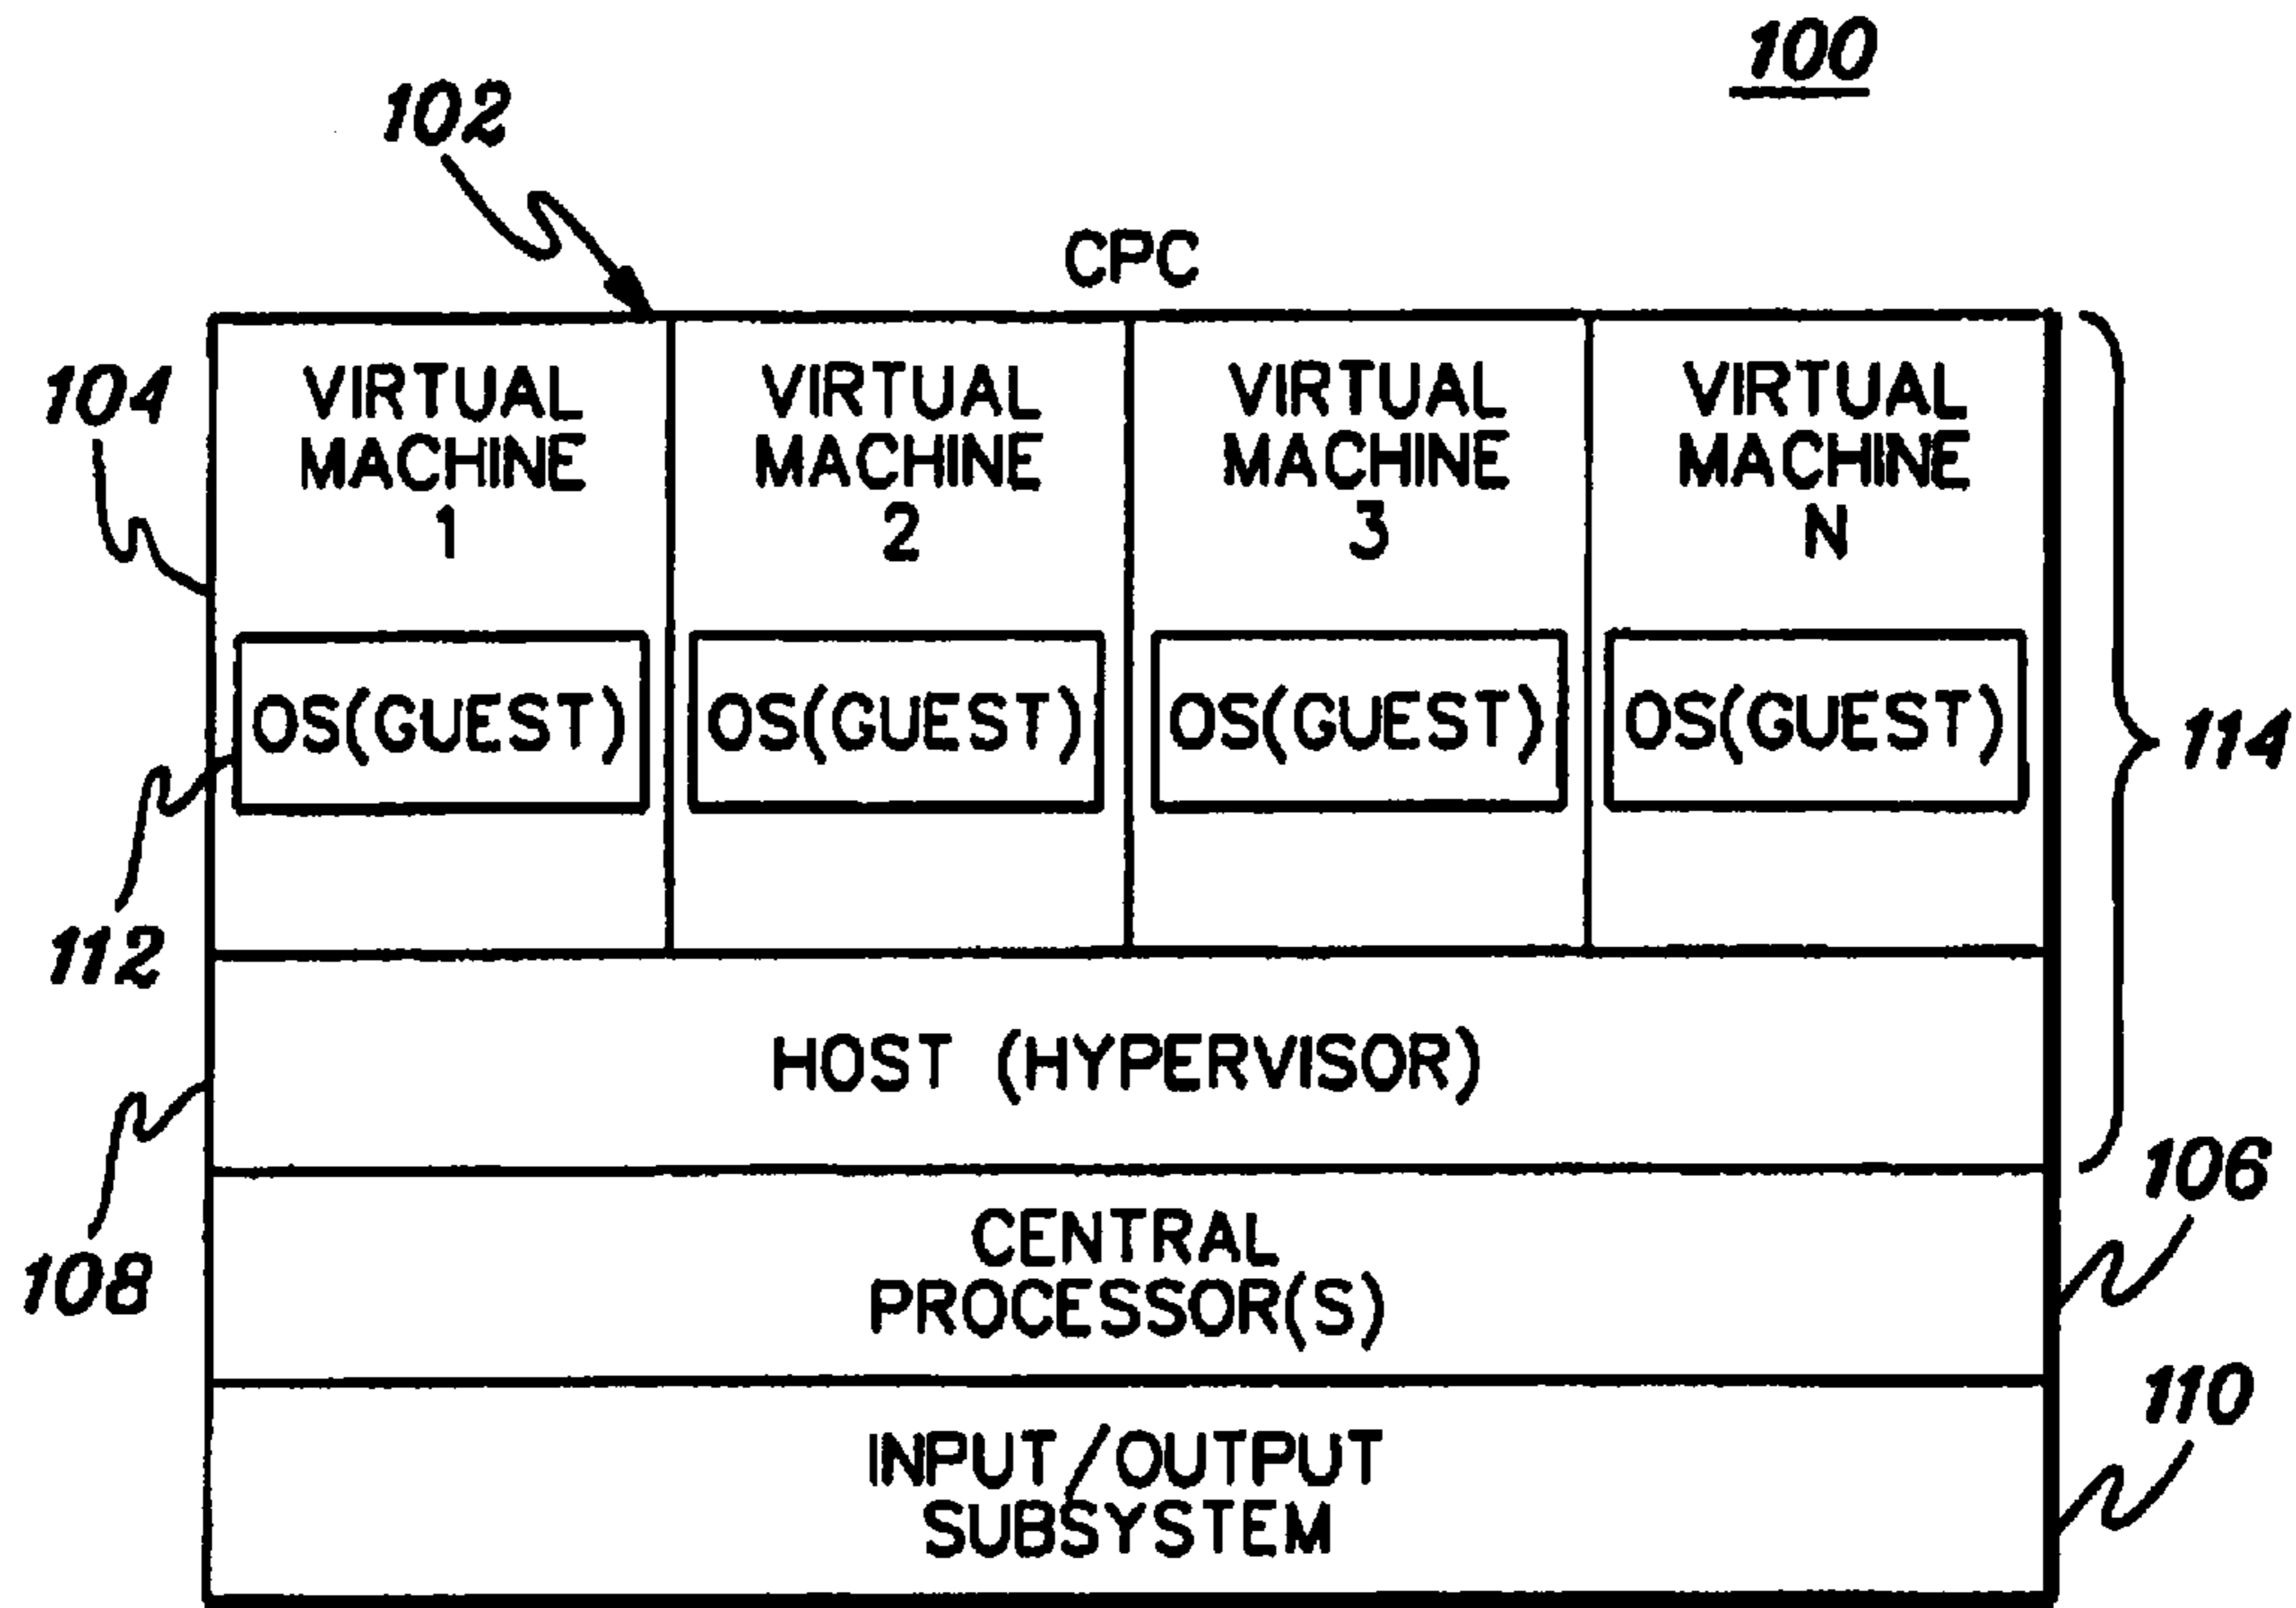 100
102
CPC
104
VIRTUAL MACHINE 1
VIRTUAL MACHINE 2
VIRTUAL MACHINE 3
VIRTUAL MACHINE N
OS(GUEST)
OS(GUEST)
OS(GUEST)
OS(GUEST)
114
112
HOST (HYPERVISOR)
108
106
CENTRAL
PROCESSOR(S)
110
INPUT/OUTPUT
SUBSYSTEM